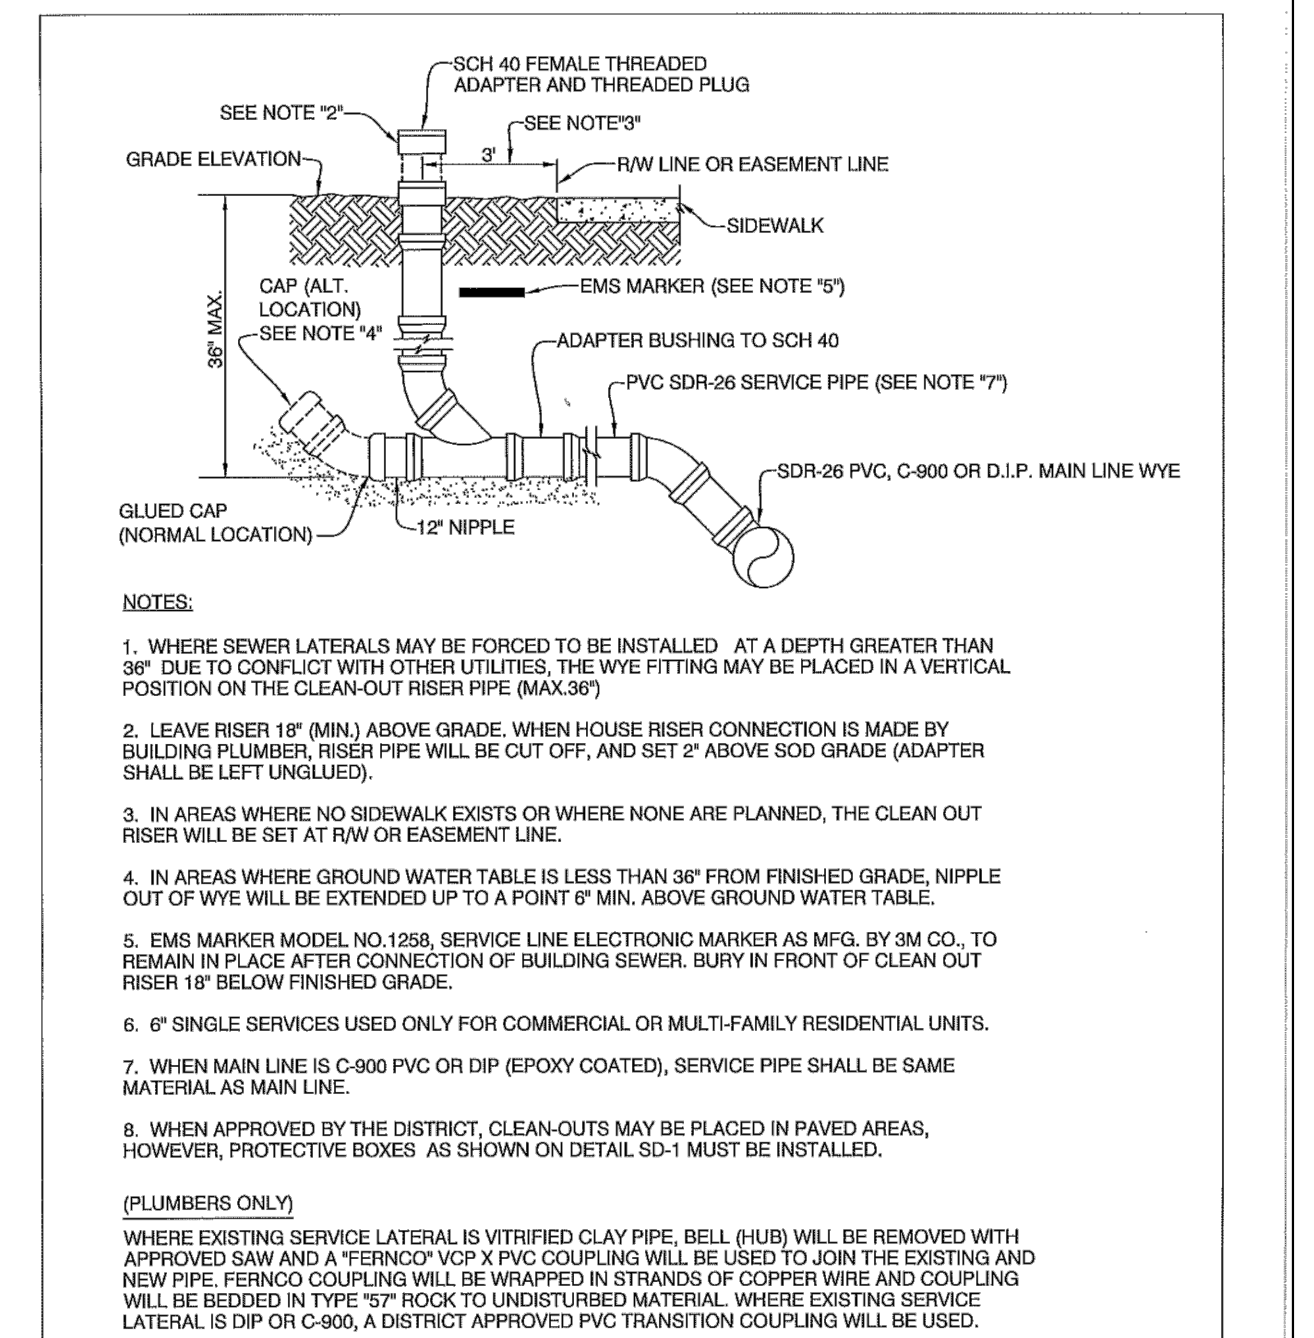 SCH 40 FEMALE THREADED
ADAPTER AND THREADED PLUG
SEE NOTE "2"
SEE NOTE"3"
3'
GRADE ELEVATION
R/W LINE OR EASEMENT LINE
SIDEWALK
CAP (ALT.
LOCATION)
SEE NOTE "4"
EMS MARKER (SEE NOTE "5")
36" MAX.
ADAPTER BUSHING TO SCH 40
PVC SDR-26 SERVICE PIPE (SEE NOTE "7")
SDR-26 PVC, C-900 OR D.I.P. MAIN LINE WYE
GLUED CAP
(NORMAL LOCATION)
12" NIPPLE
NOTES:
1. WHERE SEWER LATERALS MAY BE FORCED TO BE INSTALLED AT A DEPTH GREATER THAN
36" DUE TO CONFLICT WITH OTHER UTILITIES, THE WYE FITTING MAY BE PLACED IN A VERTICAL
POSITION ON THE CLEAN-OUT RISER PIPE (MAX.36")
2. LEAVE RISER 18" (MIN.) ABOVE GRADE. WHEN HOUSE RISER CONNECTION IS MADE BY
BUILDING PLUMBER, RISER PIPE WILL BE CUT OFF, AND SET 2" ABOVE SOD GRADE (ADAPTER
SHALL BE LEFT UNGLUED).
3. IN AREAS WHERE NO SIDEWALK EXISTS OR WHERE NONE ARE PLANNED, THE CLEAN OUT
RISER WILL BE SET AT R/W OR EASEMENT LINE.
4. IN AREAS WHERE GROUND WATER TABLE IS LESS THAN 36" FROM FINISHED GRADE, NIPPLE
OUT OF WYE WILL BE EXTENDED UP TO A POINT 6" MIN. ABOVE GROUND WATER TABLE.
5. EMS MARKER MODEL NO.1258, SERVICE LINE ELECTRONIC MARKER AS MFG. BY 3M CO., TO
REMAIN IN PLACE AFTER CONNECTION OF BUILDING SEWER. BURY IN FRONT OF CLEAN OUT
RISER 18" BELOW FINISHED GRADE.
6. 6" SINGLE SERVICES USED ONLY FOR COMMERCIAL OR MULTI-FAMILY RESIDENTIAL UNITS.
7. WHEN MAIN LINE IS C-900 PVC OR DIP (EPOXY COATED), SERVICE PIPE SHALL BE SAME
MATERIAL AS MAIN LINE.
8. WHEN APPROVED BY THE DISTRICT, CLEAN-OUTS MAY BE PLACED IN PAVED AREAS,
HOWEVER, PROTECTIVE BOXES AS SHOWN ON DETAIL SD-1 MUST BE INSTALLED.
(PLUMBERS ONLY)
WHERE EXISTING SERVICE LATERAL IS VITRIFIED CLAY PIPE, BELL (HUB) WILL BE REMOVED WITH
APPROVED SAW AND A "FERNCO" VCP X PVC COUPLING WILL BE USED TO JOIN THE EXISTING AND
NEW PIPE. FERNCO COUPLING WILL BE WRAPPED IN STRANDS OF COPPER WIRE AND COUPLING
WILL BE BEDDED IN TYPE "57" ROCK TO UNDISTURBED MATERIAL. WHERE EXISTING SERVICE
LATERAL IS DIP OR C-900, A DISTRICT APPROVED PVC TRANSITION COUPLING WILL BE USED.